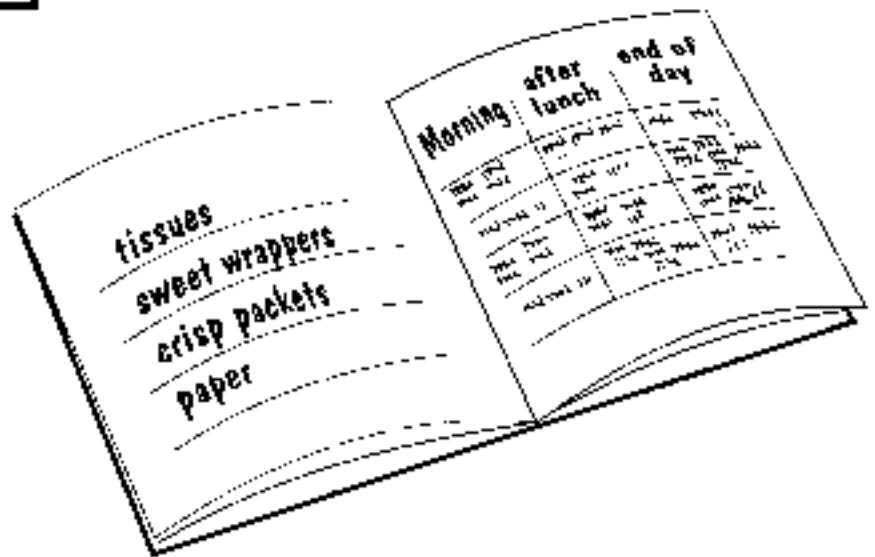 tissues
sweet wrappers
crisp packets
paper
Morning
after
lunch
end of
day